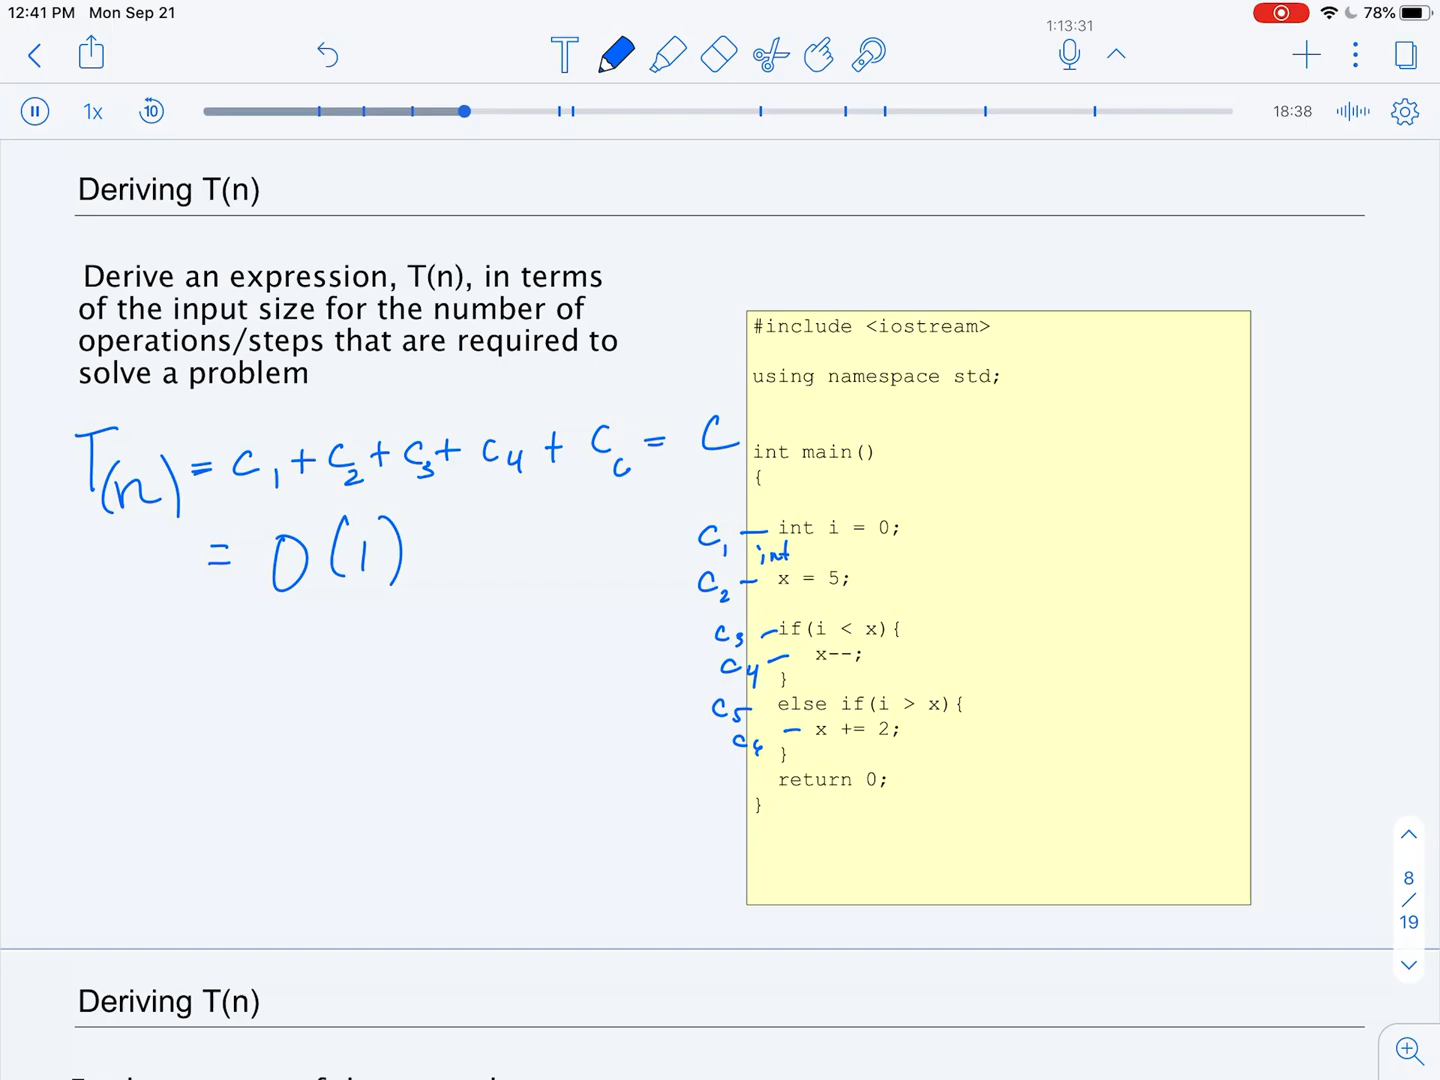 12:41 PM Mon Sep 21
78%
1:13:31
T
1x
10
18:38
Deriving T(n)
Derive an expression, T(n), in terms
of the input size for the number of
operations/steps that are required to
solve a problem
T(n) = c₁ + c₂ + c₃ + c₄ + c₆ = C
= O(1)
#include <iostream>
using namespace std;
int main()
{
c₁ int i = 0;
int
c₂ x = 5;
c₃ if(i < x){
c₄ x--;
}
c₅ else if(i > x){
c₆ x += 2;
}
return 0;
}
8
/
19
Deriving T(n)